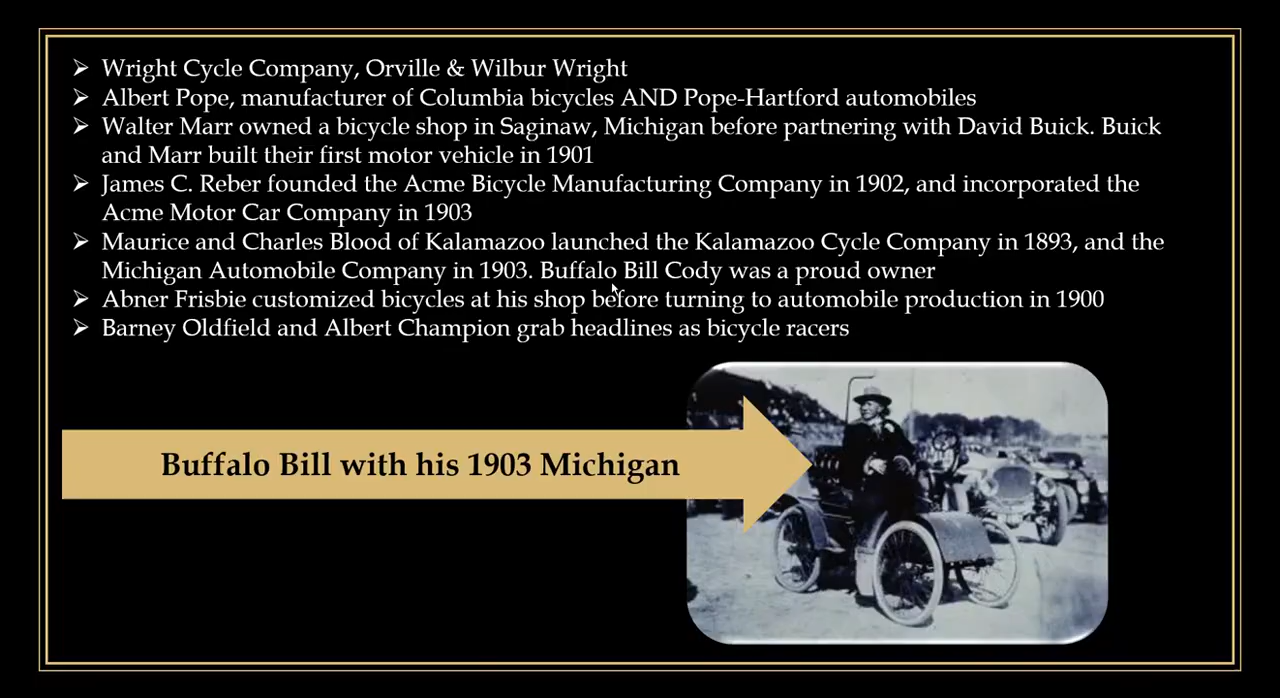 ➢ Wright Cycle Company, Orville & Wilbur Wright
➢ Albert Pope, manufacturer of Columbia bicycles AND Pope-Hartford automobiles
➢ Walter Marr owned a bicycle shop in Saginaw, Michigan before partnering with David Buick. Buick
and Marr built their first motor vehicle in 1901
➢ James C. Reber founded the Acme Bicycle Manufacturing Company in 1902, and incorporated the
Acme Motor Car Company in 1903
➢ Maurice and Charles Blood of Kalamazoo launched the Kalamazoo Cycle Company in 1893, and the
Michigan Automobile Company in 1903. Buffalo Bill Cody was a proud owner
➢ Abner Frisbie customized bicycles at his shop before turning to automobile production in 1900
➢ Barney Oldfield and Albert Champion grab headlines as bicycle racers
Buffalo Bill with his 1903 Michigan